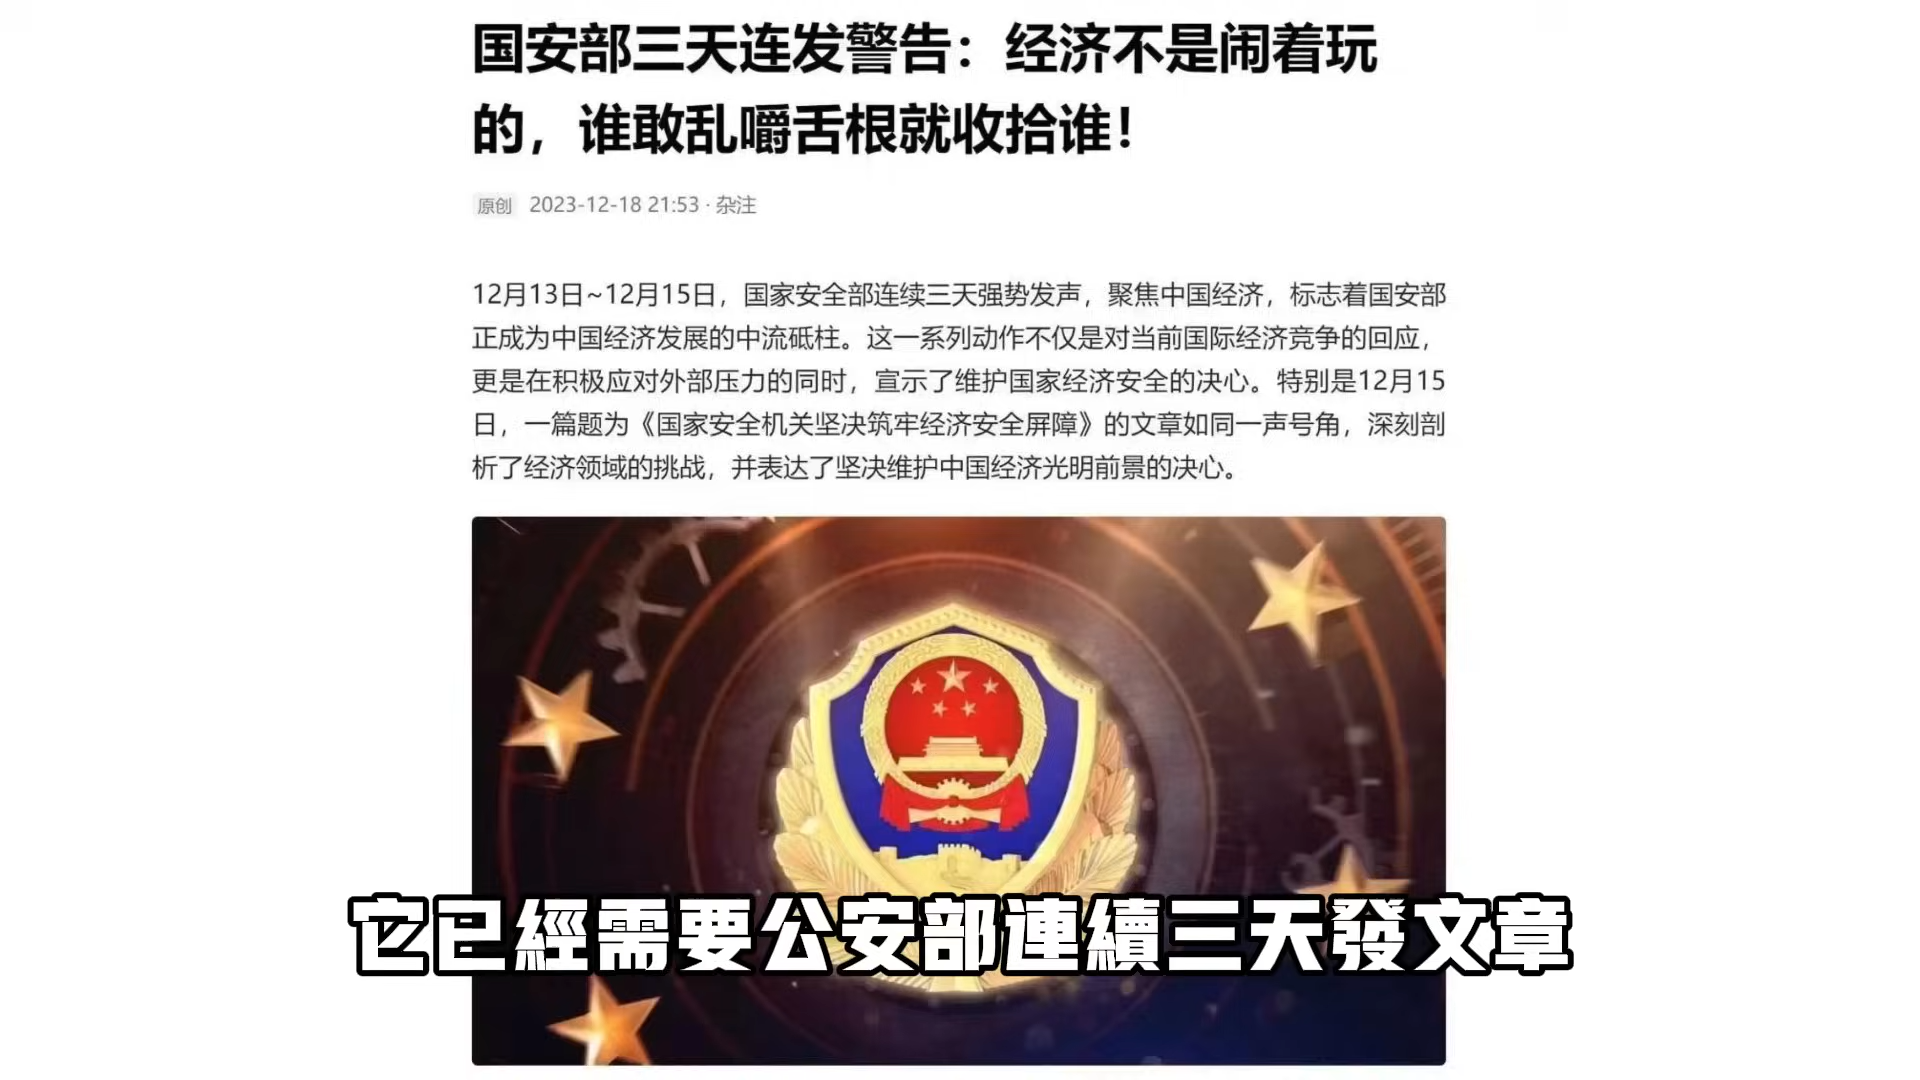 国安部三天连发警告：经济不是闹着玩
的，谁敢乱嚼舌根就收拾谁！
原创 2023-12-18 21:53 · 杂注
12月13日~12月15日，国家安全部连续三天强势发声，聚焦中国经济，标志着国安部
正成为中国经济发展的中流砥柱。这一系列动作不仅是对当前国际经济竞争的回应，
更是在积极应对外部压力的同时，宣示了维护国家经济安全的决心。特别是12月15
日，一篇题为《国家安全机关坚决筑牢经济安全屏障》的文章如同一声号角，深刻剖
析了经济领域的挑战，并表达了坚决维护中国经济光明前景的决心。
它已經需要公安部連續三天發文章